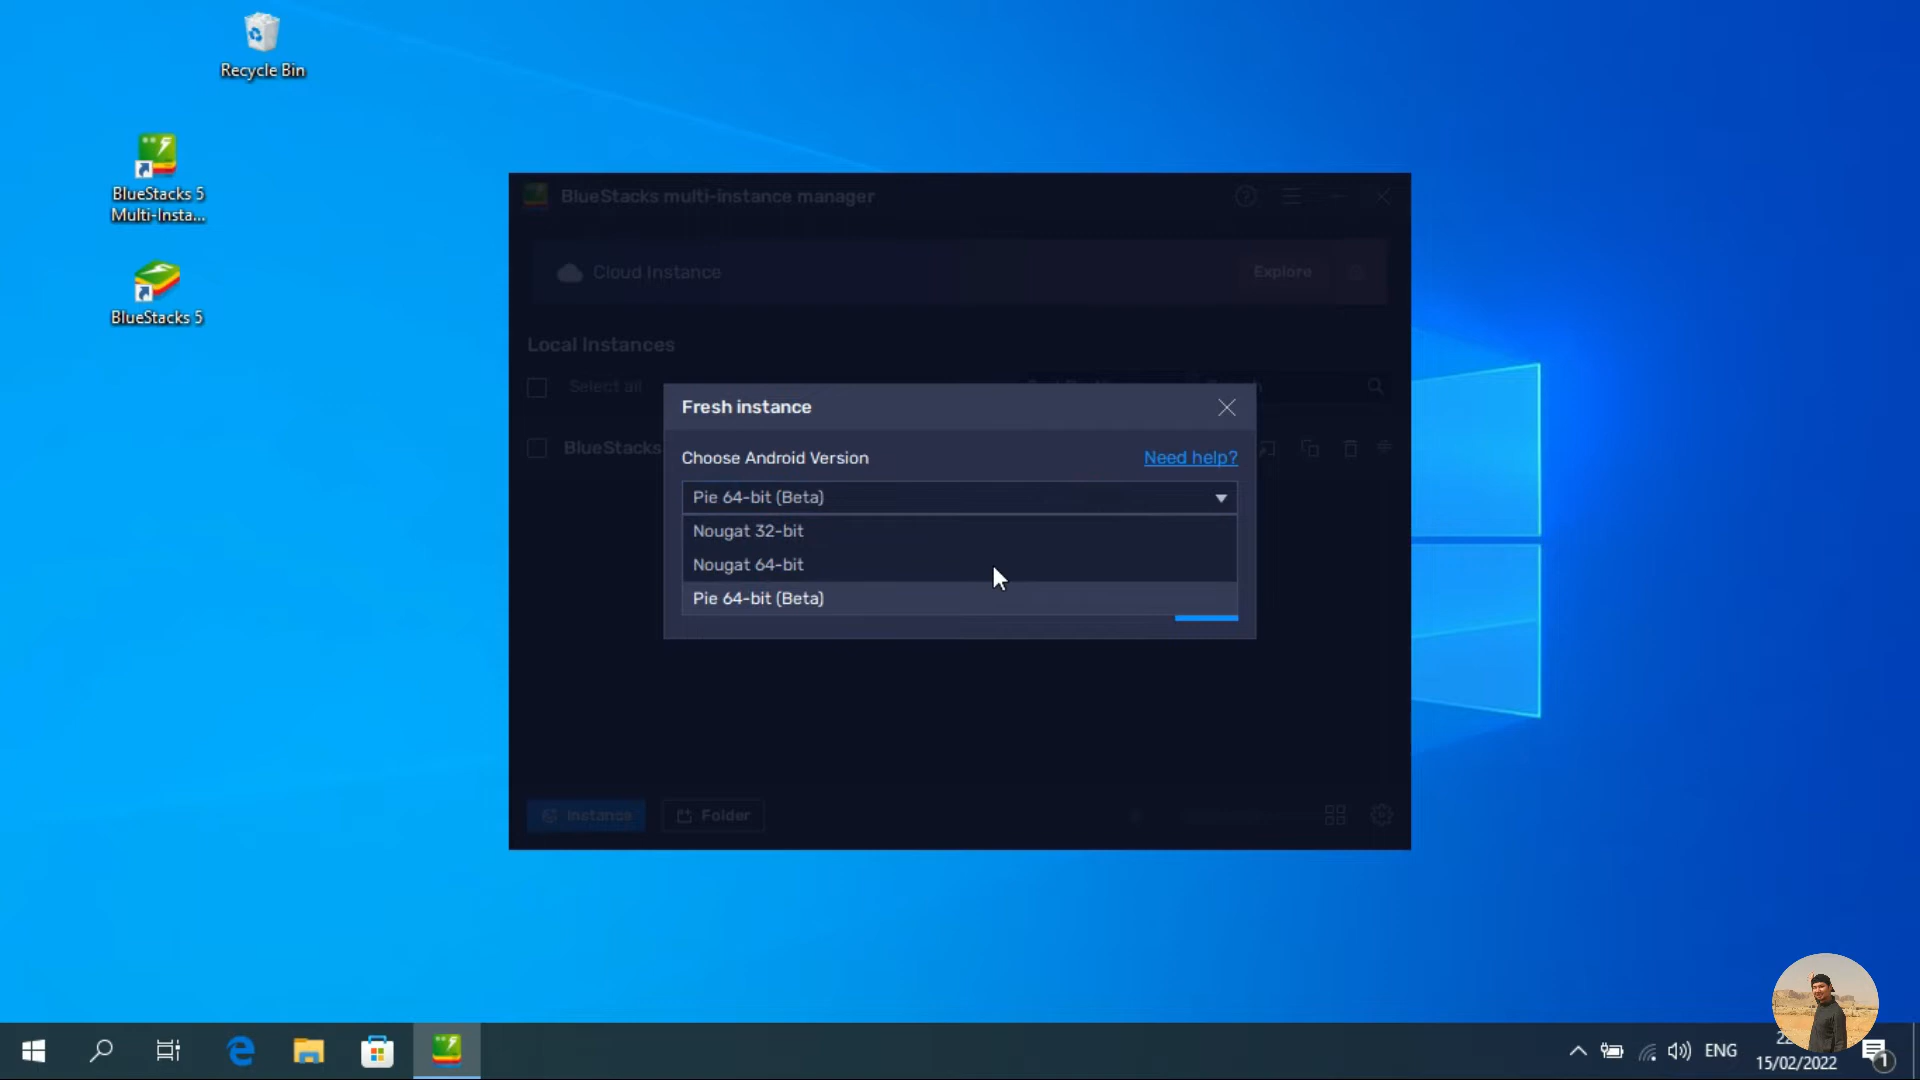 Recycle Bin
BlueStacks 5
Multi-Insta...
BlueStacks 5
BlueStacks multi-instance manager
Cloud Instance
Explore
Local Instances
Select all
BlueStacks
Fresh instance
Choose Android Version
Need help?
Pie 64-bit (Beta)
Nougat 32-bit
Nougat 64-bit
Pie 64-bit (Beta)
Instance
Folder
ENG
15/02/2022
1